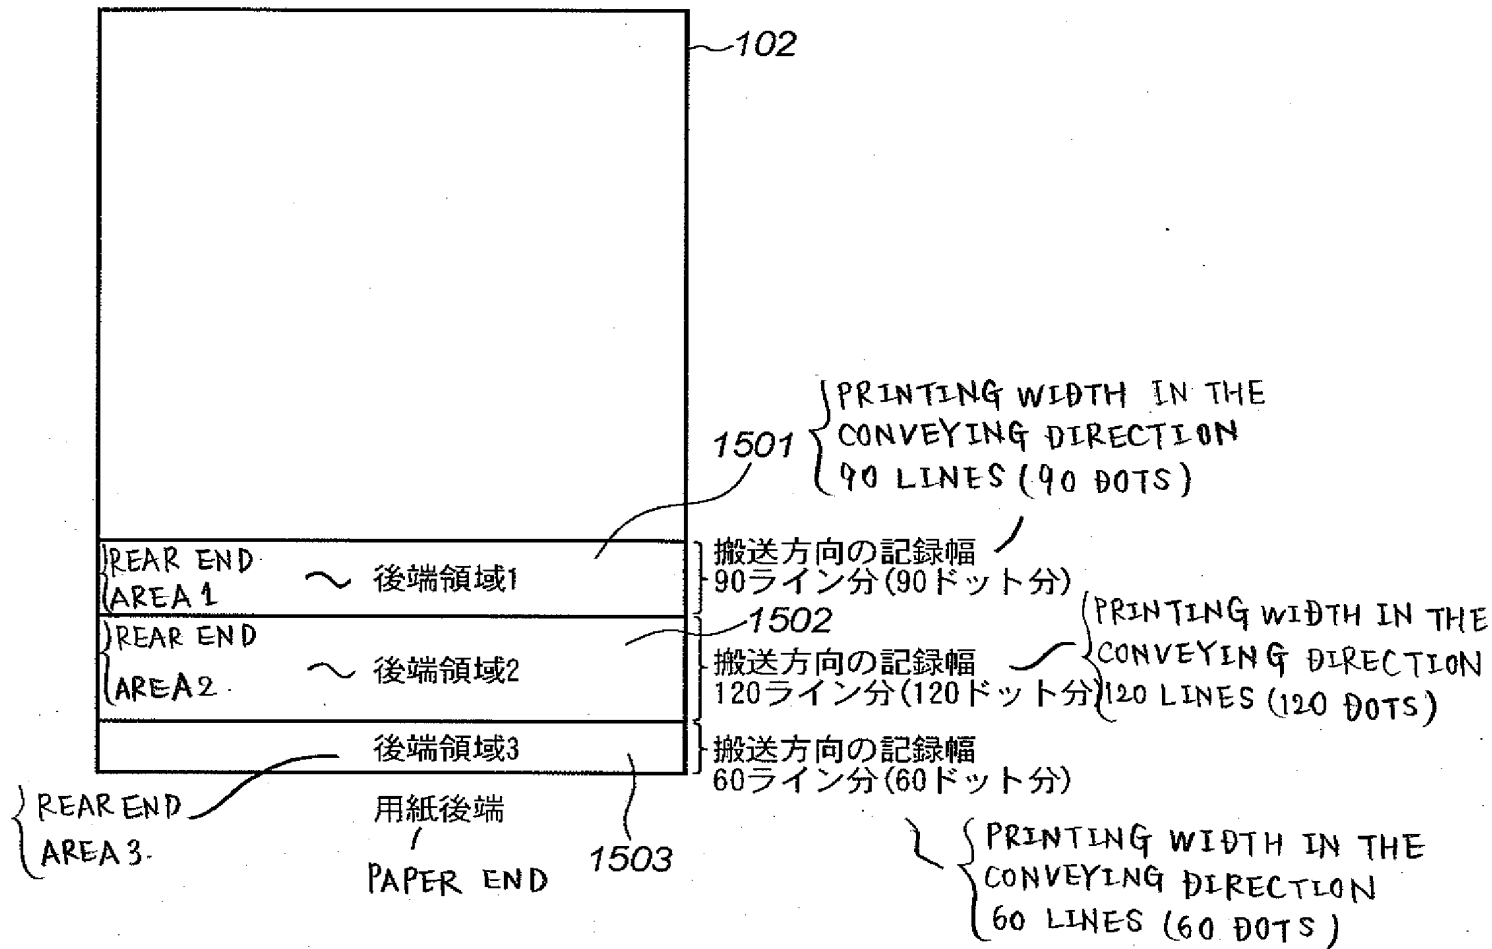 102
PRINTING WIDTH IN THE
CONVEYING DIRECTION
90 LINES (90 DOTS)
1501
REAR END
AREA 1
後端領域1
搬送方向の記録幅
90ライン分(90ドット分)
1502
REAR END
AREA 2.
後端領域2
搬送方向の記録幅
120ライン分(120ドット分)
PRINTING WIDTH IN THE
CONVEYING DIRECTION
120 LINES (120 DOTS)
後端領域3
搬送方向の記録幅
60ライン分(60ドット分)
REAR END
AREA 3.
用紙後端
PAPER END
1503
PRINTING WIDTH IN THE
CONVEYING DIRECTION
60 LINES (60 DOTS)